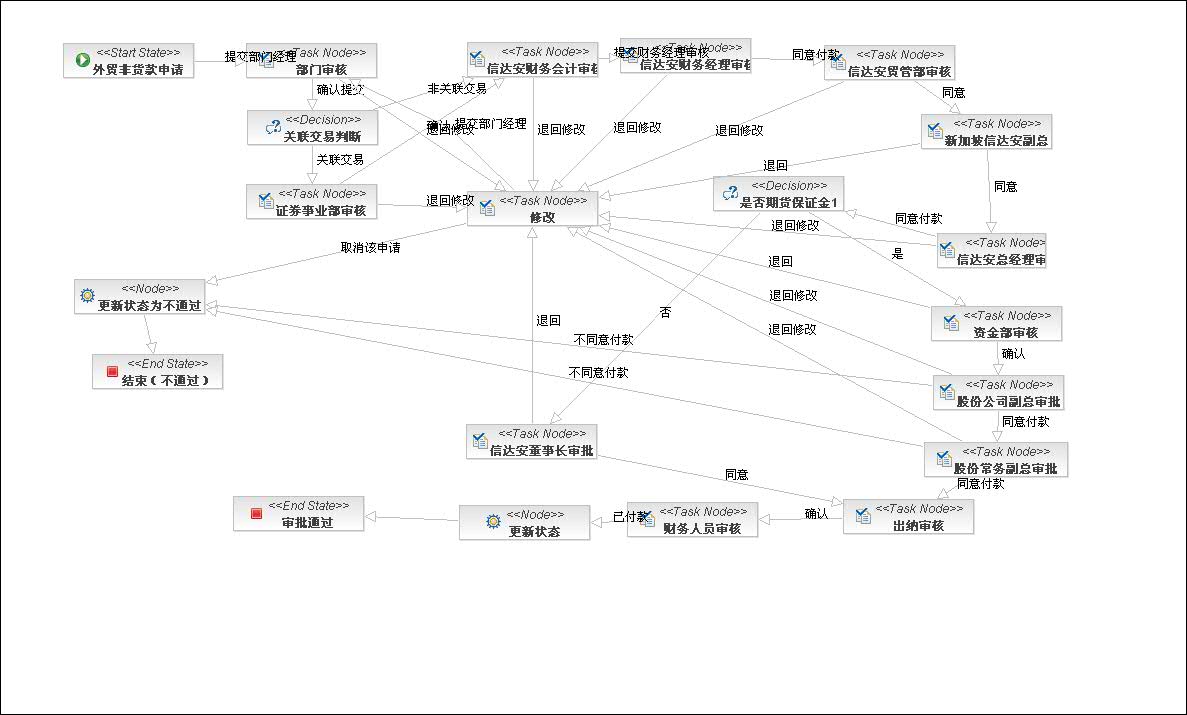 <<Start State>>
外贸非货款申请
提交部门经理
<<Task Node>>
部门审核
<<Task Node>>
信达安财务会计审核
提交财务经理审核
<<Task Node>>
信达安财务经理审核
同意付款
<<Task Node>>
信达安贸管部审核
确认提交
非关联交易
同意
<<Decision>>
关联交易判断
确认,提交部门经理
退回修改
退回修改
退回修改
退回修改
<<Task Node>>
新加坡信达安副总
关联交易
退回
同意
<<Task Node>>
证券事业部审核
退回修改
<<Task Node>>
修改
<<Decision>>
是否期货保证金1
同意付款
退回修改
取消该申请
是
<<Task Node>>
信达安总经理审
退回
<<Node>>
更新状态为不通过
退回修改
否
退回
退回修改
<<Task Node>>
资金部审核
不同意付款
确认
<<End State>>
结束（不通过）
不同意付款
<<Task Node>>
股份公司副总审批
同意付款
<<Task Node>>
信达安董事长审批
<<Task Node>>
股份常务副总审批
同意
同意付款
<<End State>>
审批通过
<<Node>>
更新状态
已付款
<<Task Node>>
财务人员审核
确认
<<Task Node>>
出纳审核